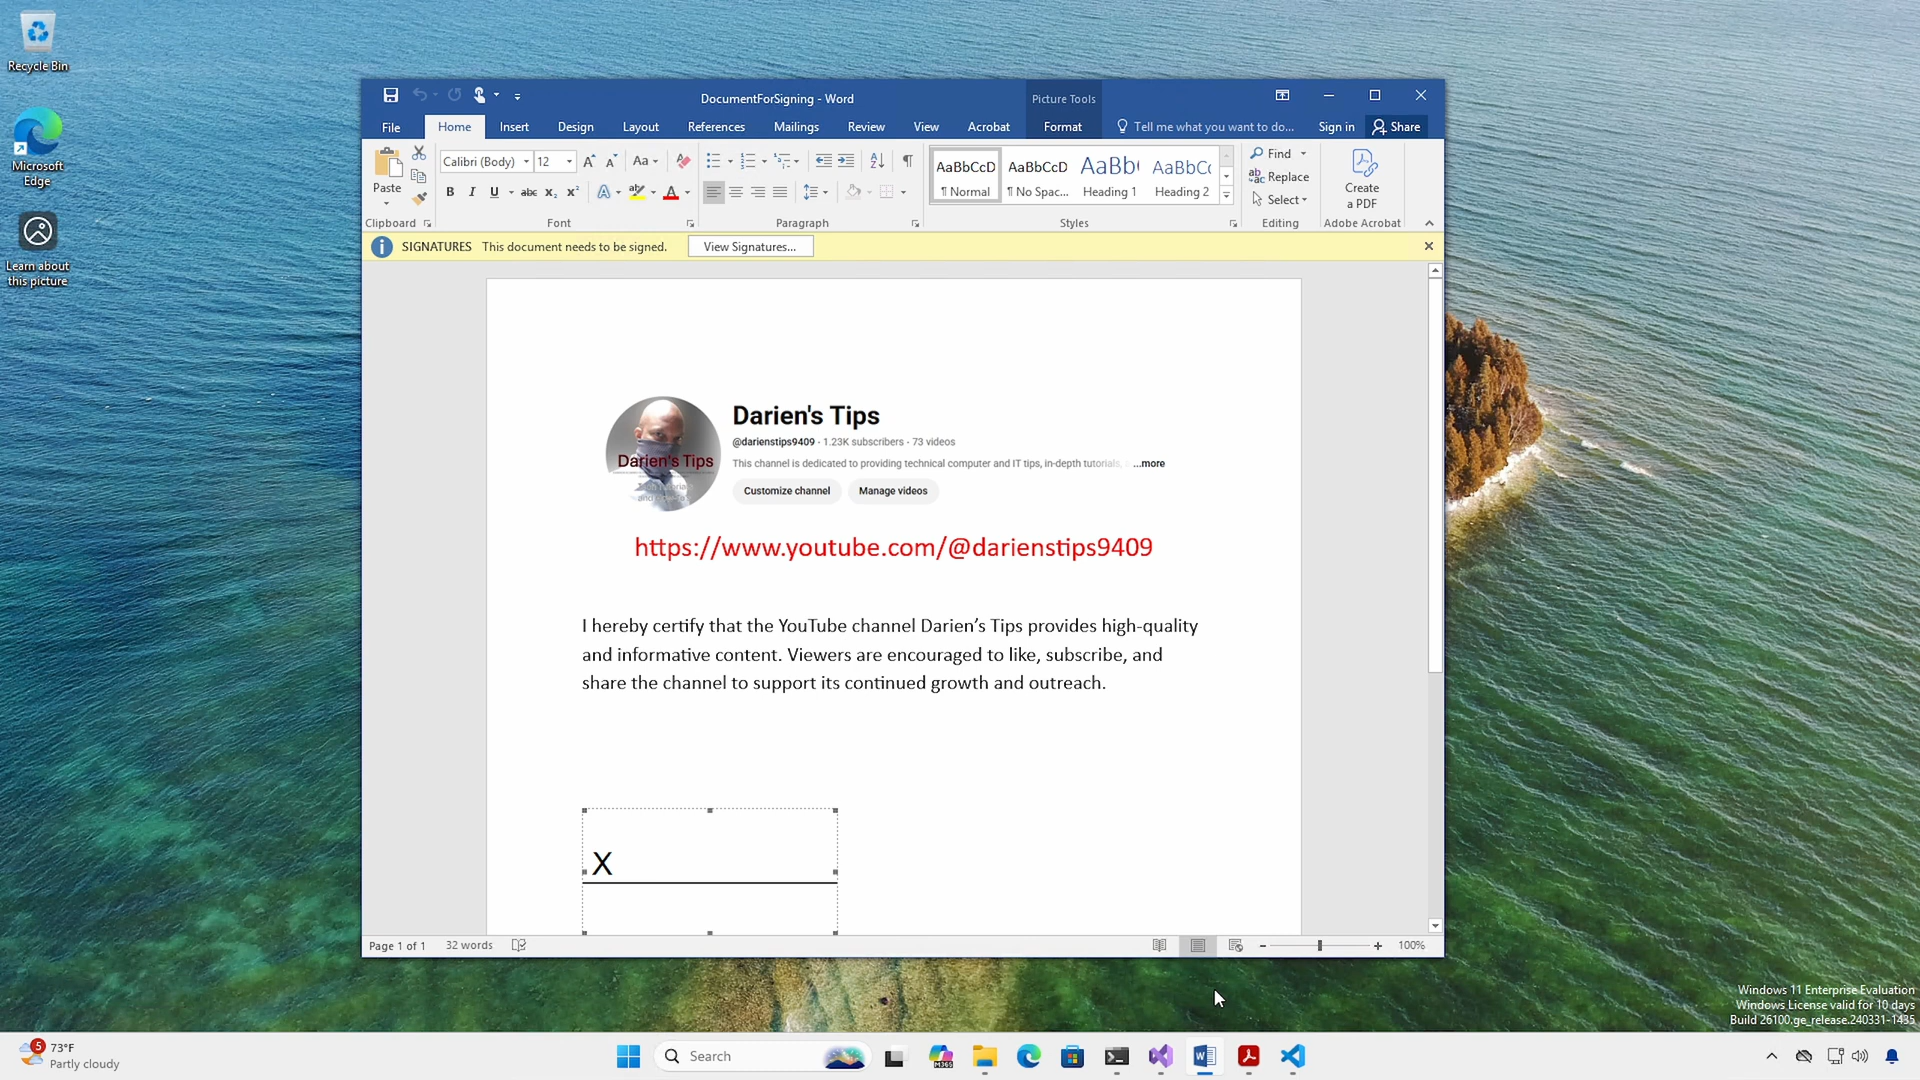 Recycle Bin
Microsoft
Edge
Learn about
this picture
DocumentForSigning - Word
Picture Tools
File
Home
Insert
Design
Layout
References
Mailings
Review
View
Acrobat
Format
Tell me what you want to do...
Sign in
Share
Paste
Calibri (Body)
12
Aa
B I U abc x₂ x²
A
A
AaBbCcD
¶ Normal
AaBbCcD
¶ No Spac...
AaBb(
Heading 1
AaBbCc
Heading 2
Find
Replace
Select
Create
a PDF
Clipboard
Font
Paragraph
Styles
Editing
Adobe Acrobat
SIGNATURES This document needs to be signed.
View Signatures...
Darien's Tips
@darienstips9409 · 1.23K subscribers · 73 videos
This channel is dedicated to providing technical computer and IT tips, in-depth tutorials, ...more
Customize channel
Manage videos
Darien's Tips
https://www.youtube.com/@darienstips9409
I hereby certify that the YouTube channel Darien’s Tips provides high-quality
and informative content. Viewers are encouraged to like, subscribe, and
share the channel to support its continued growth and outreach.
X
Page 1 of 1
32 words
100%
Windows 11 Enterprise Evaluation
Windows License valid for 10 days
Build 26100.ge_release.240331-1435
5
73°F
Partly cloudy
Search
M365